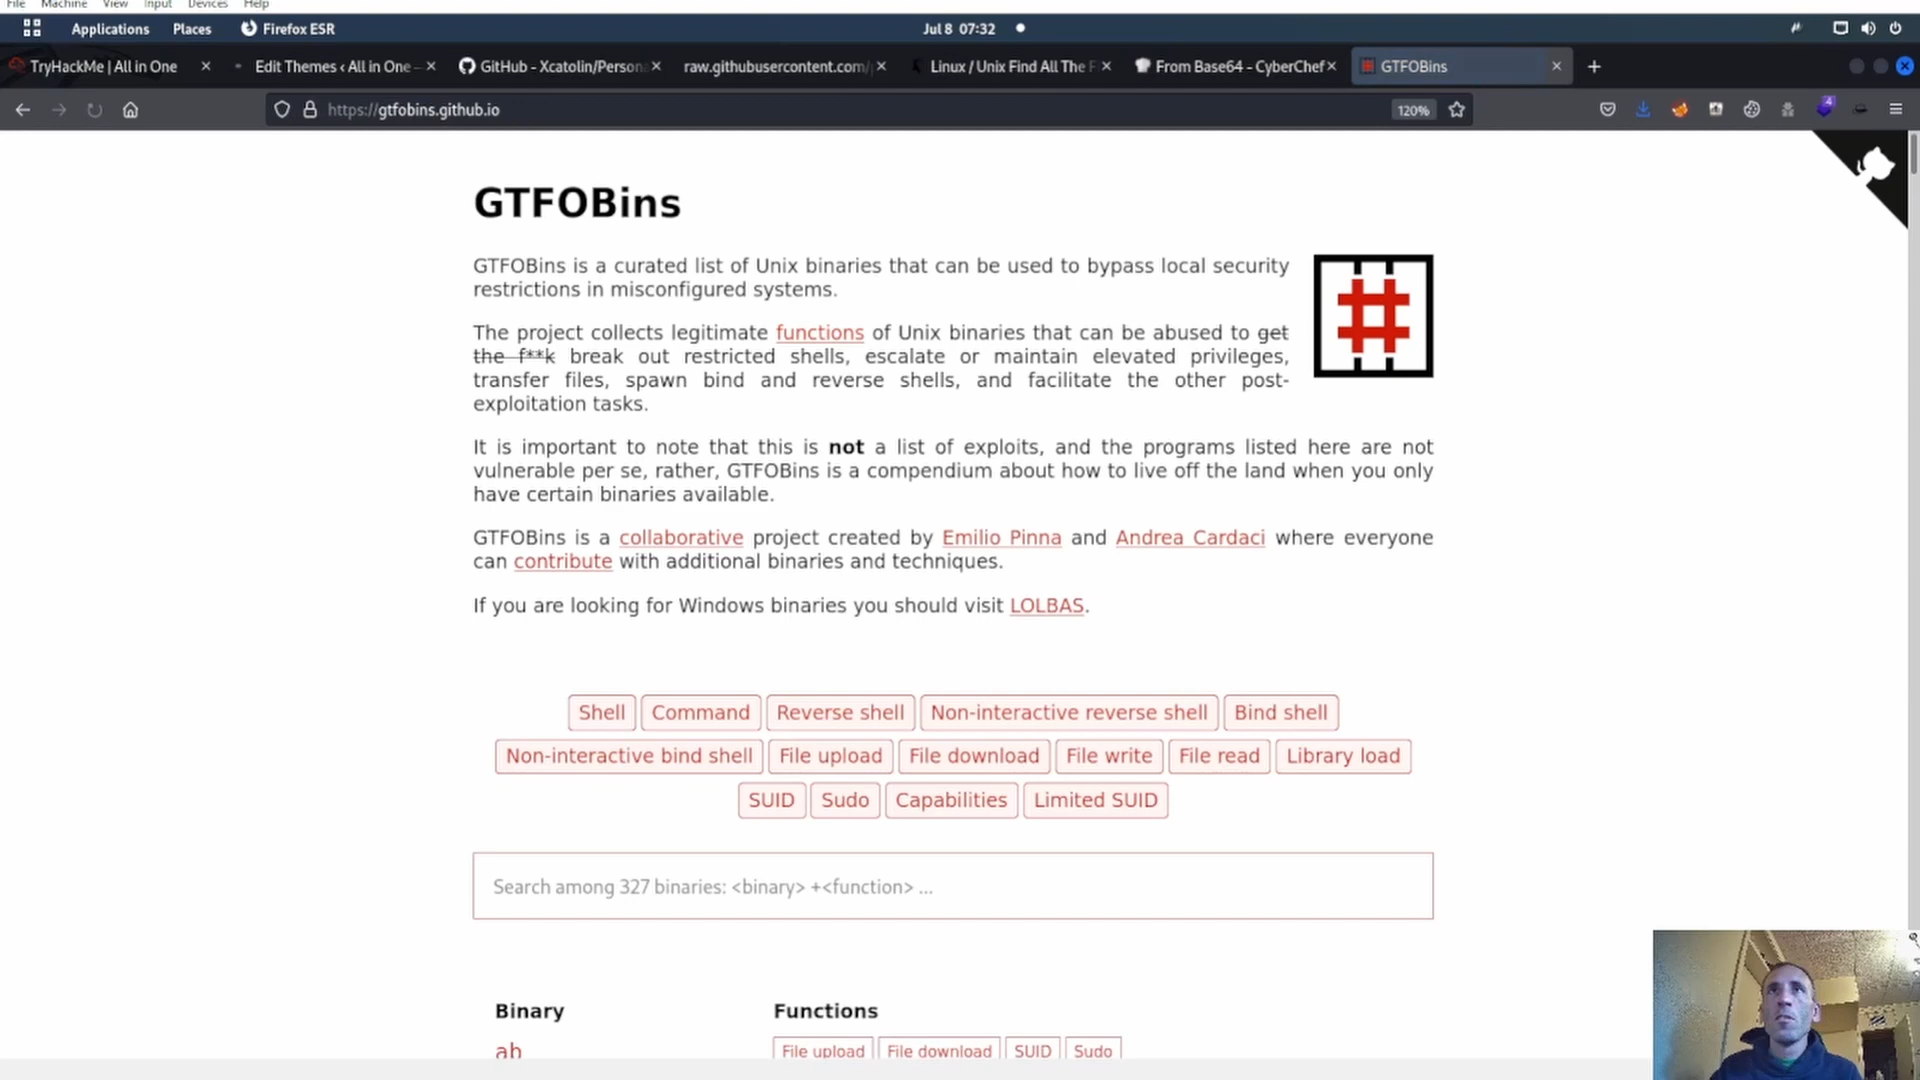 File Machine View Input Devices Help
Applications Places Firefox ESR Jul 8 07:32
TryHackMe | All in One Edit Themes ‹ All in One – GitHub - Xcatolin/Person raw.githubusercontent.com/ Linux / Unix Find All The F From Base64 - CyberChef GTFOBins
https://gtfobins.github.io 120% 4
GTFOBins
GTFOBins is a curated list of Unix binaries that can be used to bypass local security
restrictions in misconfigured systems.
The project collects legitimate functions of Unix binaries that can be abused to get
the f**k break out restricted shells, escalate or maintain elevated privileges,
transfer files, spawn bind and reverse shells, and facilitate the other post-
exploitation tasks.
It is important to note that this is not a list of exploits, and the programs listed here are not
vulnerable per se, rather, GTFOBins is a compendium about how to live off the land when you only
have certain binaries available.
GTFOBins is a collaborative project created by Emilio Pinna and Andrea Cardaci where everyone
can contribute with additional binaries and techniques.
If you are looking for Windows binaries you should visit LOLBAS.
Shell Command Reverse shell Non-interactive reverse shell Bind shell
Non-interactive bind shell File upload File download File write File read Library load
SUID Sudo Capabilities Limited SUID
Search among 327 binaries: <binary> +<function> ...
Binary Functions
ab File upload File download SUID Sudo